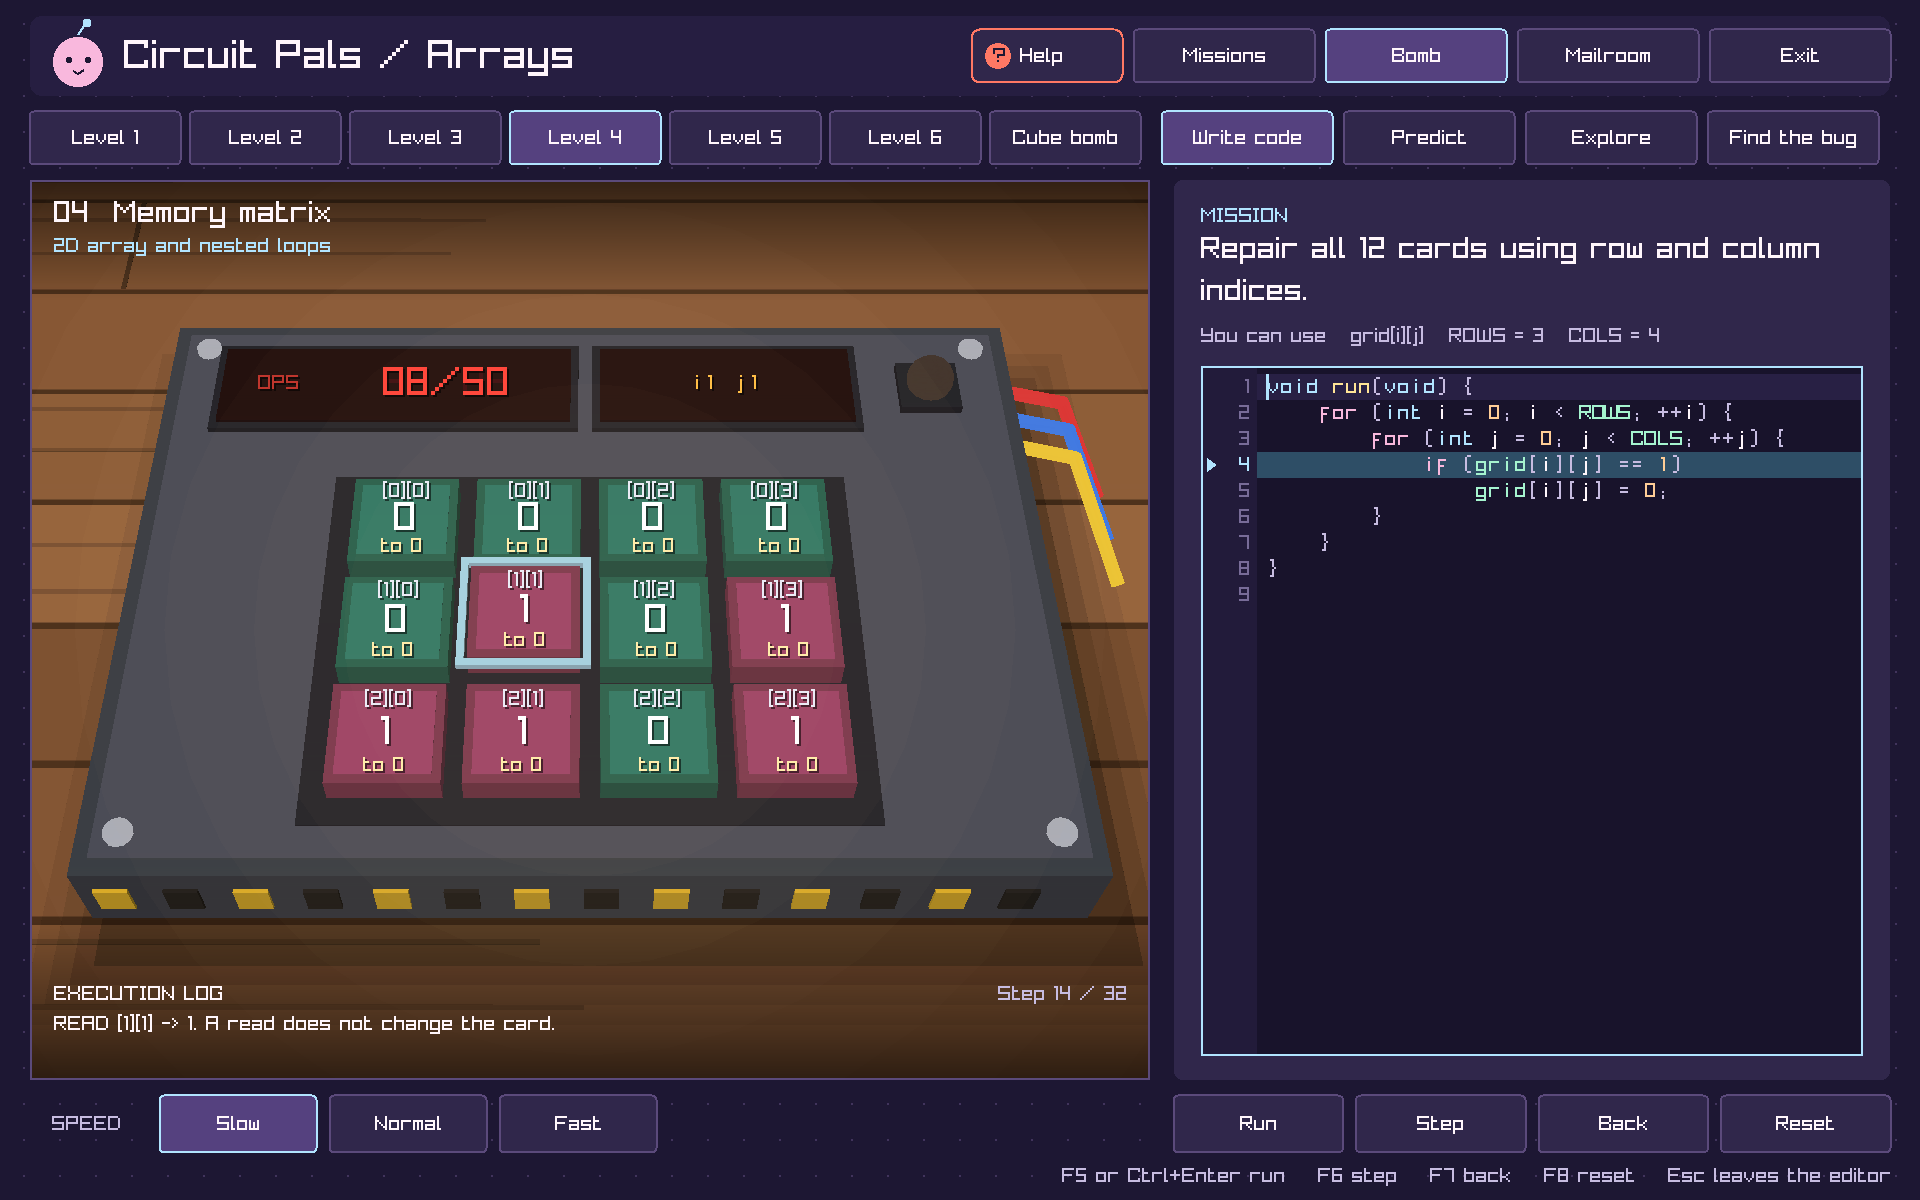 Circuit Pals / Arrays
? Help
Missions
Bomb
Mailroom
Exit
Level 1
Level 2
Level 3
Level 4
Level 5
Level 6
Cube bomb
Write code
Predict
Explore
Find the bug
04 Memory matrix
2D array and nested loops
OPS 08/50
i1 j1
[0][0] [0][1] [0][2] [0][3]
0 0 0 0
to 0 to 0 to 0 to 0
[1][0] [1][1] [1][2] [1][3]
0 1 0 1
to 0 to 0 to 0 to 0
[2][0] [2][1] [2][2] [2][3]
1 1 0 1
to 0 to 0 to 0 to 0
EXECUTION LOG
Step 14 / 32
READ [1][1] -> 1. A read does not change the card.
MISSION
Repair all 12 cards using row and column
indices.
You can use grid[i][j] ROWS = 3 COLS = 4
1 void run(void) {
2 for (int i = 0; i < ROWS; ++i) {
3 for (int j = 0; j < COLS; ++j) {
4 if (grid[i][j] == 1)
5 grid[i][j] = 0;
6 }
7 }
8 }
9
SPEED
Slow
Normal
Fast
Run
Step
Back
Reset
F5 or Ctrl+Enter run F6 step F7 back F8 reset Esc leaves the editor